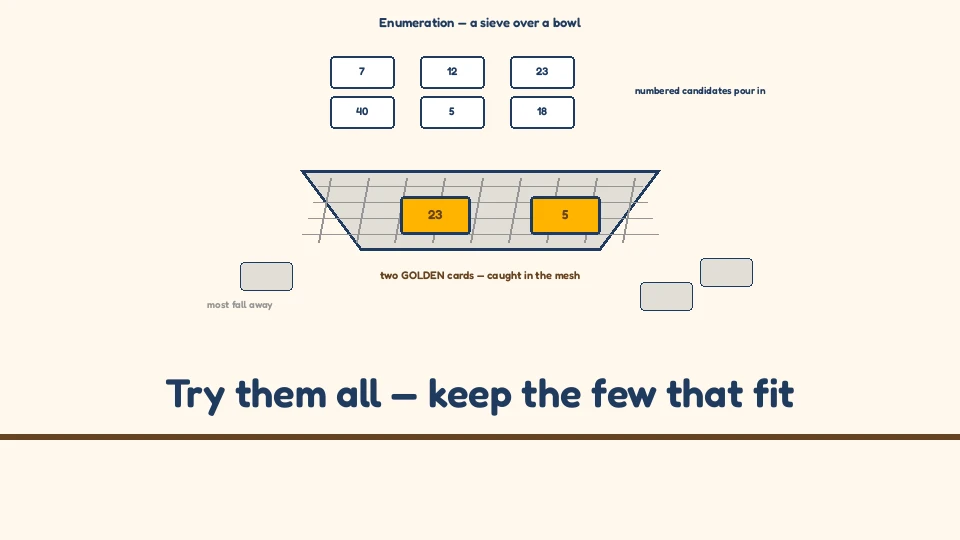 Enumeration — a sieve over a bowl
7 12 23
numbered candidates pour in
40 5 18
23 5
two GOLDEN cards — caught in the mesh
most fall away
Try them all — keep the few that fit